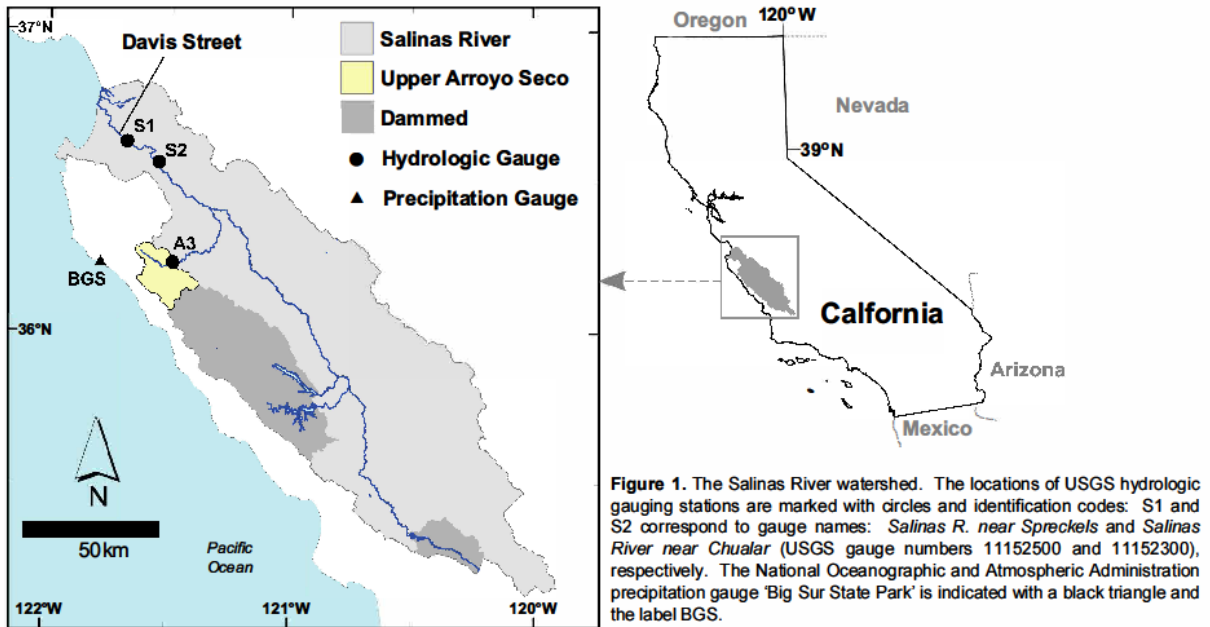 37°N
Davis Street
Salinas River
Upper Arroyo Seco
Dammed
Hydrologic Gauge
Precipitation Gauge
S1
S2
A3
BGS
36°N
N
50km
Pacific
Ocean
122°W
121°W
120°W
120°W
Oregon
Nevada
39°N
Calfornia
Arizona
Mexico
Figure 1. The Salinas River watershed. The locations of USGS hydrologic
gauging stations are marked with circles and identification codes: S1 and
S2 correspond to gauge names: Salinas R. near Spreckels and Salinas
River near Chualar (USGS gauge numbers 11152500 and 11152300),
respectively. The National Oceanographic and Atmospheric Administration
precipitation gauge 'Big Sur State Park' is indicated with a black triangle and
the label BGS.